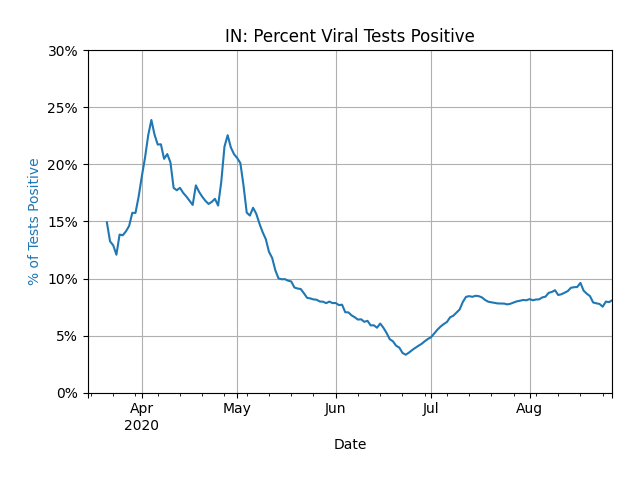 IN: Percent Viral Tests Positive
30%
25%
20%
15%
10%
5%
0%
% of Tests Positive
Apr
2020
May
Jun
Jul
Aug
Date